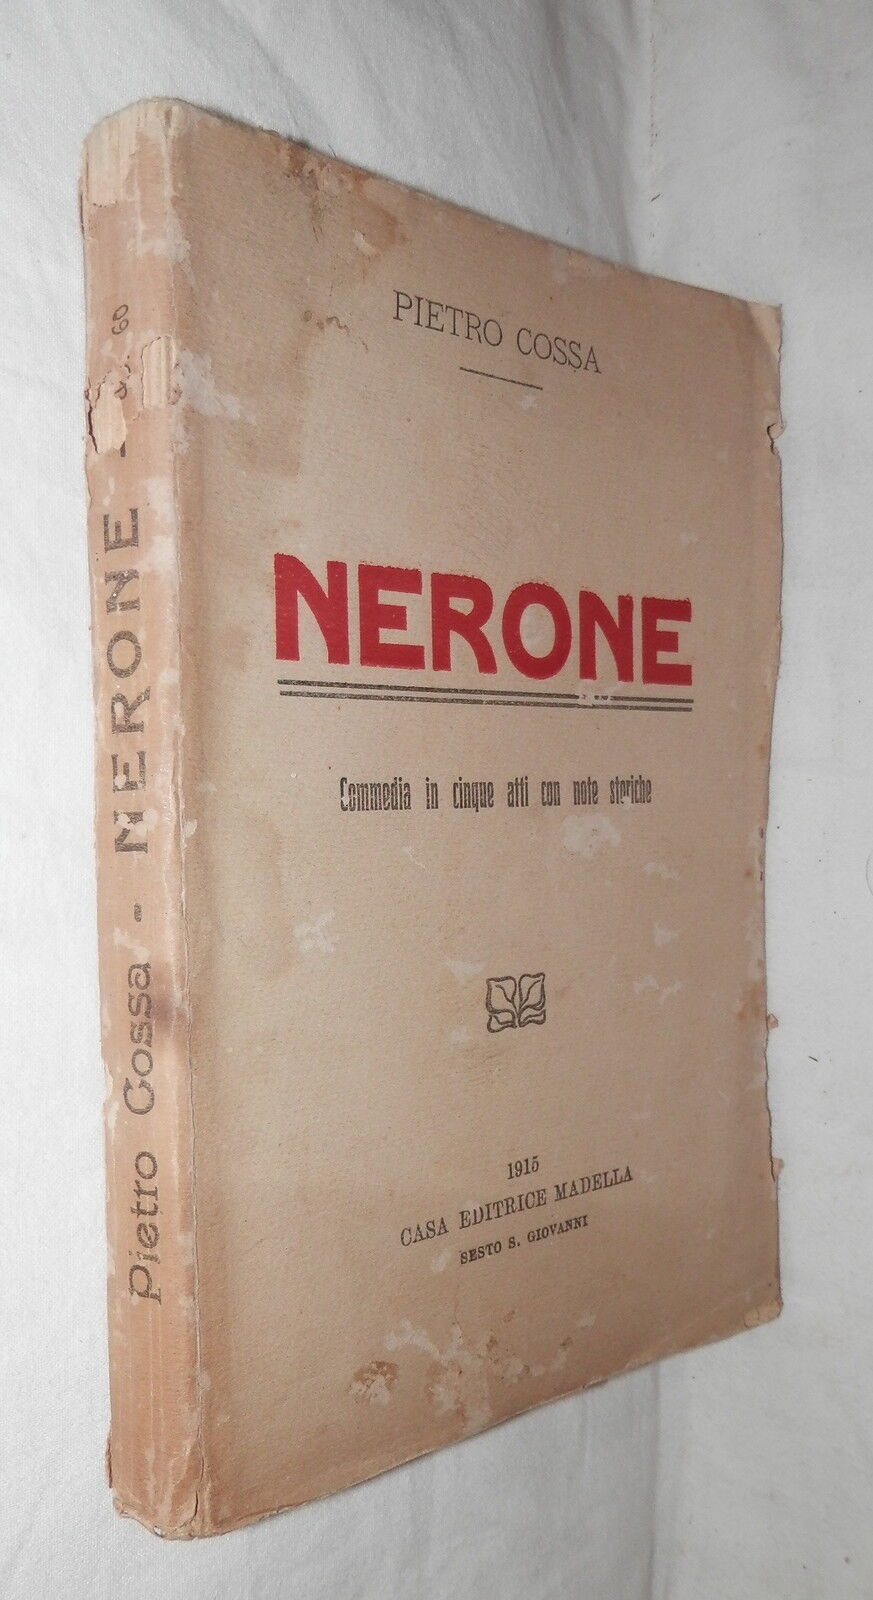 PIETRO COSSA
NERONE
Commedia in cinque atti con note storiche
1915
CASA EDITRICE MADELLA
SESTO S. GIOVANNI
Pietro Cossa - NERONE - 60